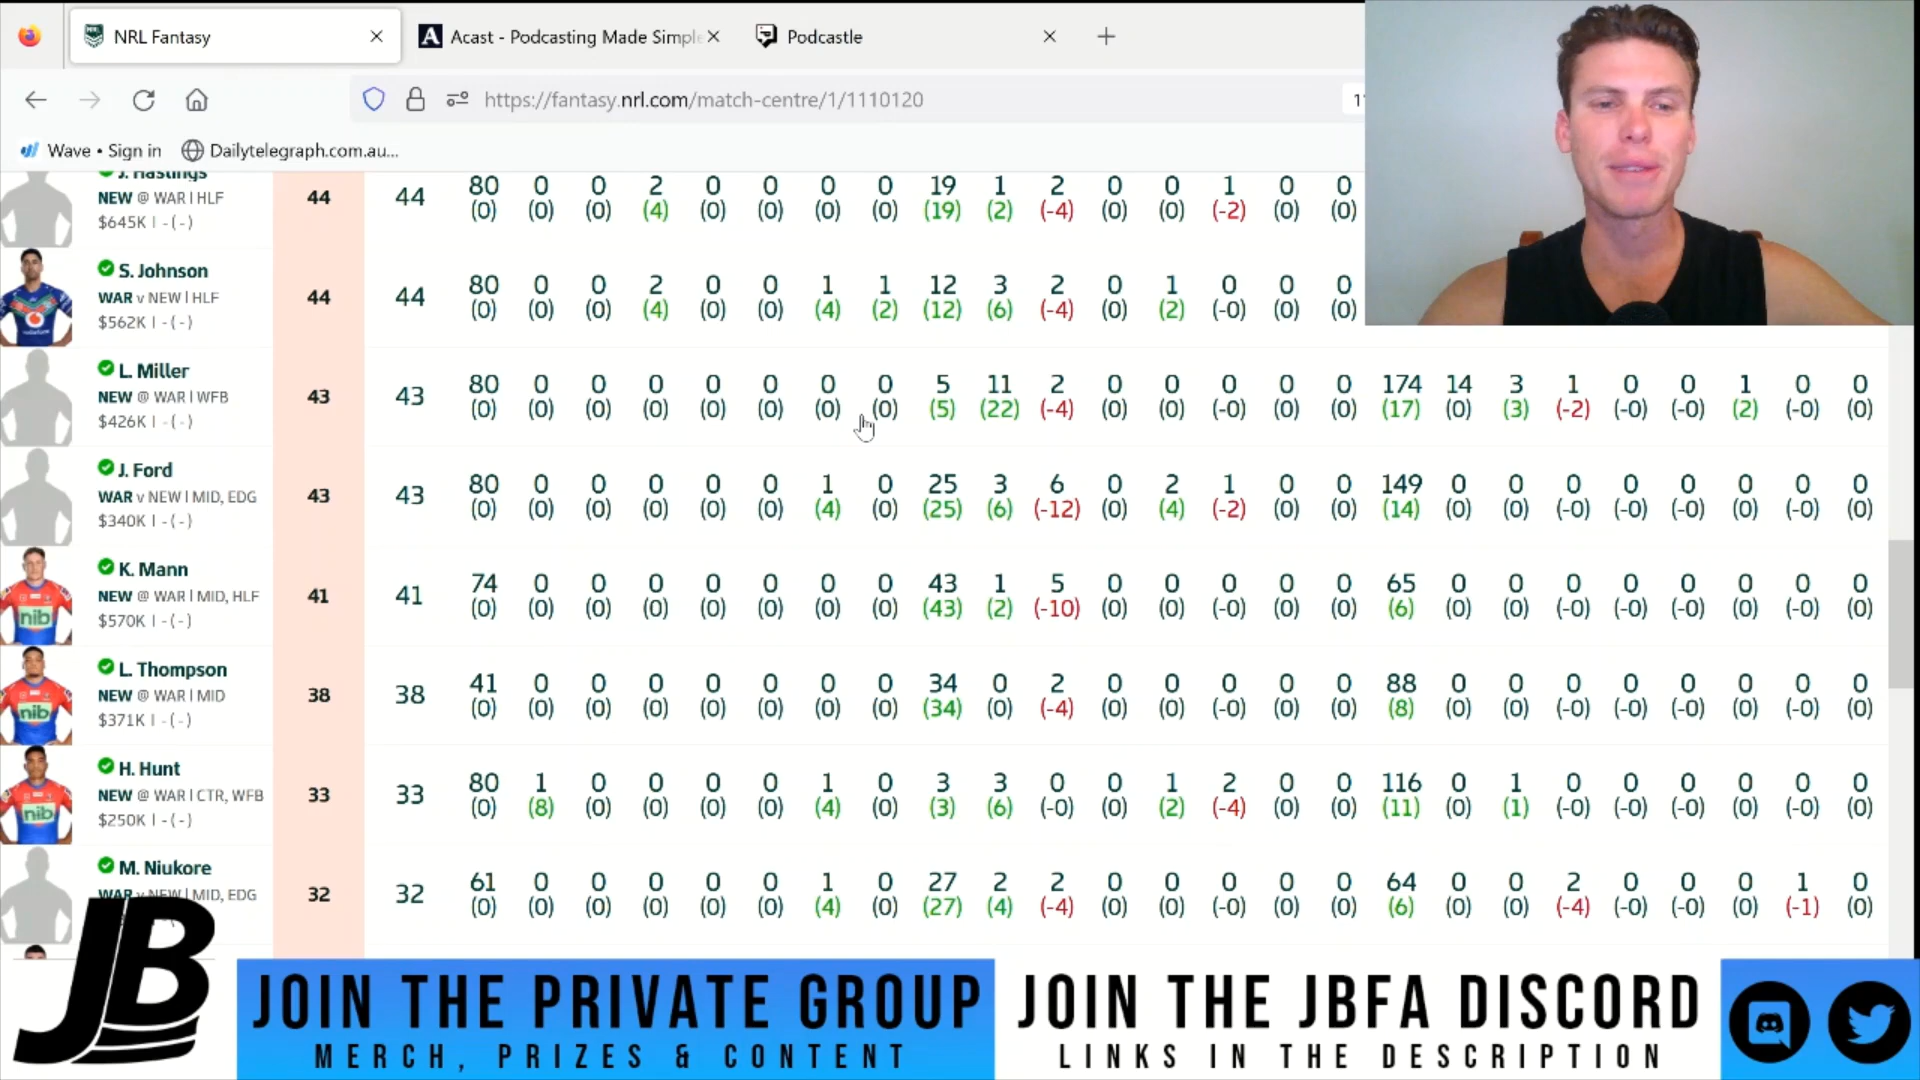 NRL Fantasy
Acast - Podcasting Made Simple
Podcastle
https://fantasy.nrl.com/match-centre/1/1110120
Wave • Sign in
Dailytelegraph.com.au...
J. Hastings
NEW @ WAR | HLF
$645K | - ( - )
44 44 80 0 0 2 0 0 0 0 19 1 2 0 0 1 0 0
(0) (0) (0) (4) (0) (0) (0) (0) (19) (2) (-4) (0) (0) (-2) (0) (0)
S. Johnson
WAR v NEW | HLF
$562K | - ( - )
44 44 80 0 0 2 0 0 1 1 12 3 2 0 1 0 0 0
(0) (0) (0) (4) (0) (0) (4) (2) (12) (6) (-4) (0) (2) (-0) (0) (0)
L. Miller
NEW @ WAR | WFB
$426K | - ( - )
43 43 80 0 0 0 0 0 0 0 5 11 2 0 0 0 0 0 174 14 3 1 0 0 1 0 0
(0) (0) (0) (0) (0) (0) (0) (0) (5) (22) (-4) (0) (0) (-0) (0) (0) (17) (0) (3) (-2) (-0) (-0) (2) (-0) (0)
J. Ford
WAR v NEW | MID, EDG
$340K | - ( - )
43 43 80 0 0 0 0 0 1 0 25 3 6 0 2 1 0 0 149 0 0 0 0 0 0 0 0
(0) (0) (0) (0) (0) (0) (4) (0) (25) (6) (-12) (0) (4) (-2) (0) (0) (14) (0) (0) (-0) (-0) (-0) (0) (-0) (0)
K. Mann
NEW @ WAR | MID, HLF
$570K | - ( - )
41 41 74 0 0 0 0 0 0 0 43 1 5 0 0 0 0 0 65 0 0 0 0 0 0 0 0
(0) (0) (0) (0) (0) (0) (0) (0) (43) (2) (-10) (0) (0) (-0) (0) (0) (6) (0) (0) (-0) (-0) (-0) (0) (-0) (0)
L. Thompson
NEW @ WAR | MID
$371K | - ( - )
38 38 41 0 0 0 0 0 0 0 34 0 2 0 0 0 0 0 88 0 0 0 0 0 0 0 0
(0) (0) (0) (0) (0) (0) (0) (0) (34) (0) (-4) (0) (0) (-0) (0) (0) (8) (0) (0) (-0) (-0) (-0) (0) (-0) (0)
H. Hunt
NEW @ WAR | CTR, WFB
$250K | - ( - )
33 33 80 1 0 0 0 0 1 0 3 3 0 0 1 2 0 0 116 0 1 0 0 0 0 0 0
(0) (8) (0) (0) (0) (0) (4) (0) (3) (6) (-0) (0) (2) (-4) (0) (0) (11) (0) (1) (-0) (-0) (-0) (0) (-0) (0)
M. Niukore
WAR v NEW | MID, EDG
32 32 61 0 0 0 0 0 1 0 27 2 2 0 0 0 0 0 64 0 0 2 0 0 0 1 0
(0) (0) (0) (0) (0) (0) (4) (0) (27) (4) (-4) (0) (0) (-0) (0) (0) (6) (0) (0) (-4) (-0) (-0) (0) (-1) (0)
JB
JOIN THE PRIVATE GROUP
MERCH, PRIZES & CONTENT
JOIN THE JBFA DISCORD
LINKS IN THE DESCRIPTION
nib
nib
nib